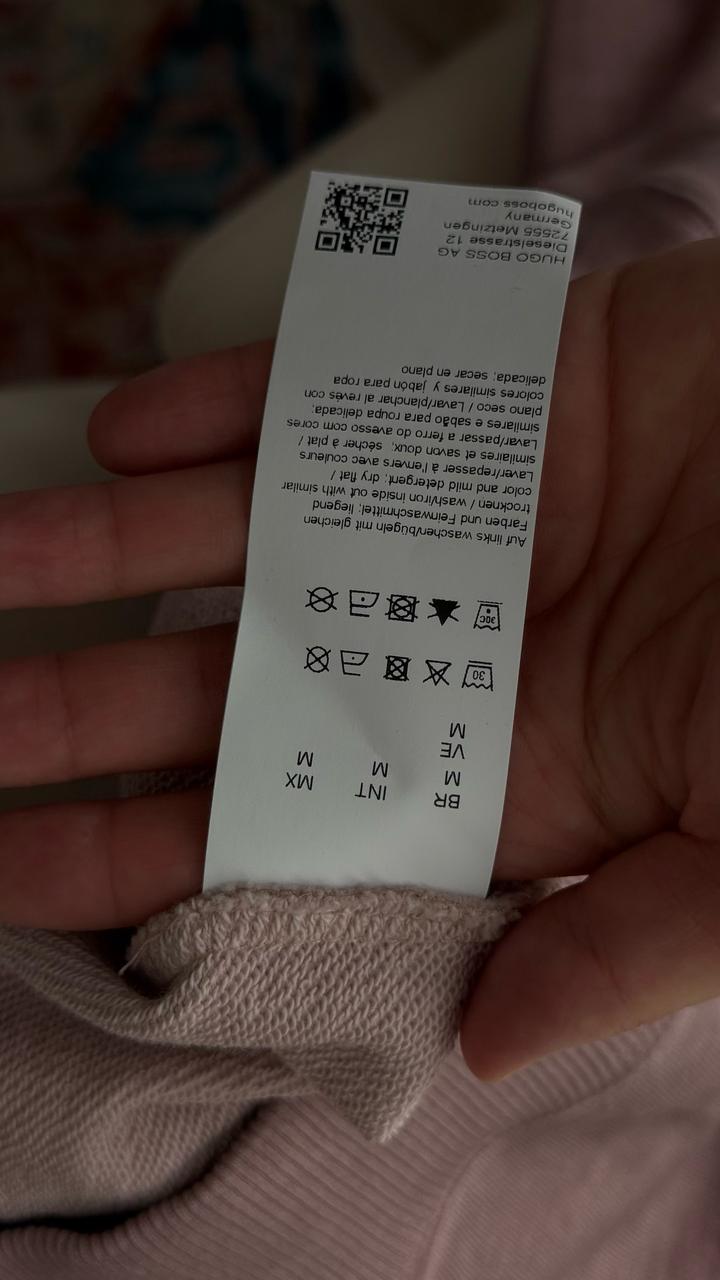 BR
M
VE
M
INT
M
MX
M
30
30C
Auf links waschen/bügeln mit gleichen
Farben und Feinwaschmittel; liegend
trocknen / wash/iron inside out with similar
color and mild detergent; dry flat /
Laver/repasser à l'envers avec couleurs
similaires et savon doux, sécher à plat /
Lavar/passar a ferro do avesso com cores
similares e sabão para roupa delicada;
plano seco / Lavar/planchar al revés con
colores similares y jabón para ropa
delicada; secar en plano
HUGO BOSS AG
Dieselstrasse 12
72555 Metzingen
Germany
hugoboss.com